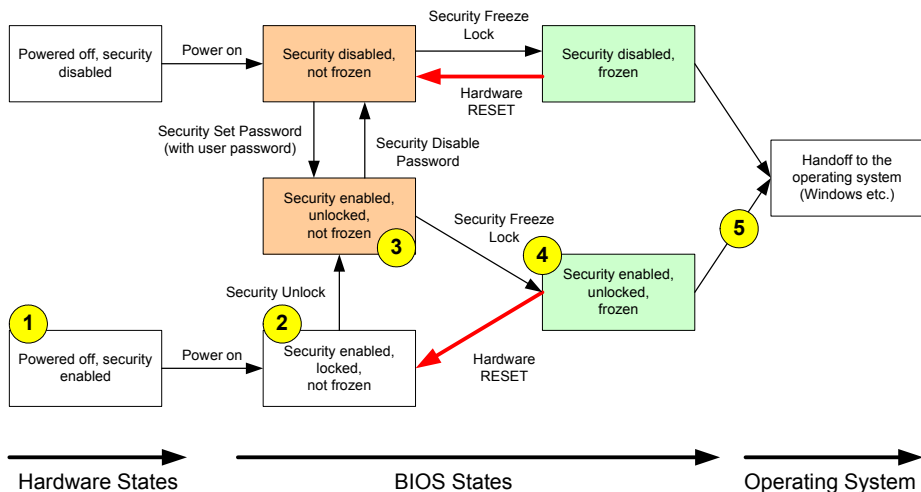 Powered off, security
disabled
Power on
Security disabled,
not frozen
Security Freeze
Lock
Security disabled,
frozen
Hardware
RESET
Security Set Password
(with user password)
Security Disable
Password
Handoff to the
operating system
(Windows etc.)
Security enabled,
unlocked,
not frozen
3
Security Freeze
Lock
4
Security enabled,
unlocked,
frozen
5
Security Unlock
1
Powered off, security
enabled
Power on
2
Security enabled,
locked,
not frozen
Hardware
RESET
Hardware States
BIOS States
Operating System